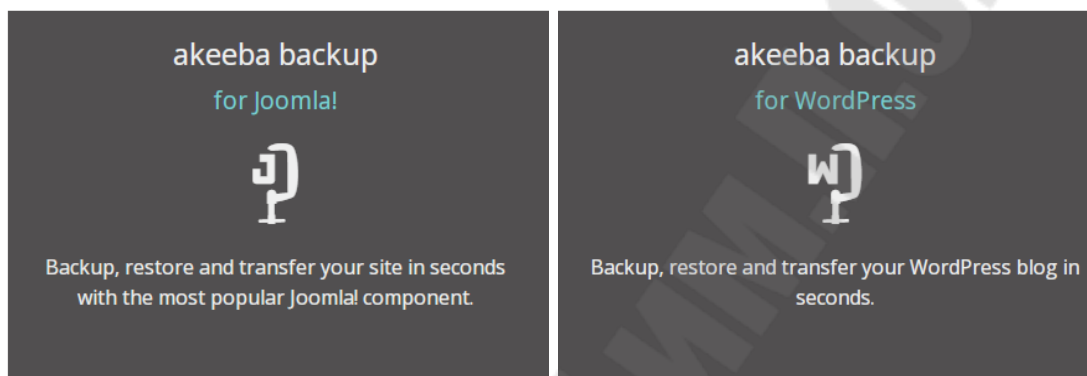 akeeba backup
for Joomla!
Backup, restore and transfer your site in seconds
with the most popular Joomla! component.
akeeba backup
for WordPress
Backup, restore and transfer your WordPress blog in
seconds.